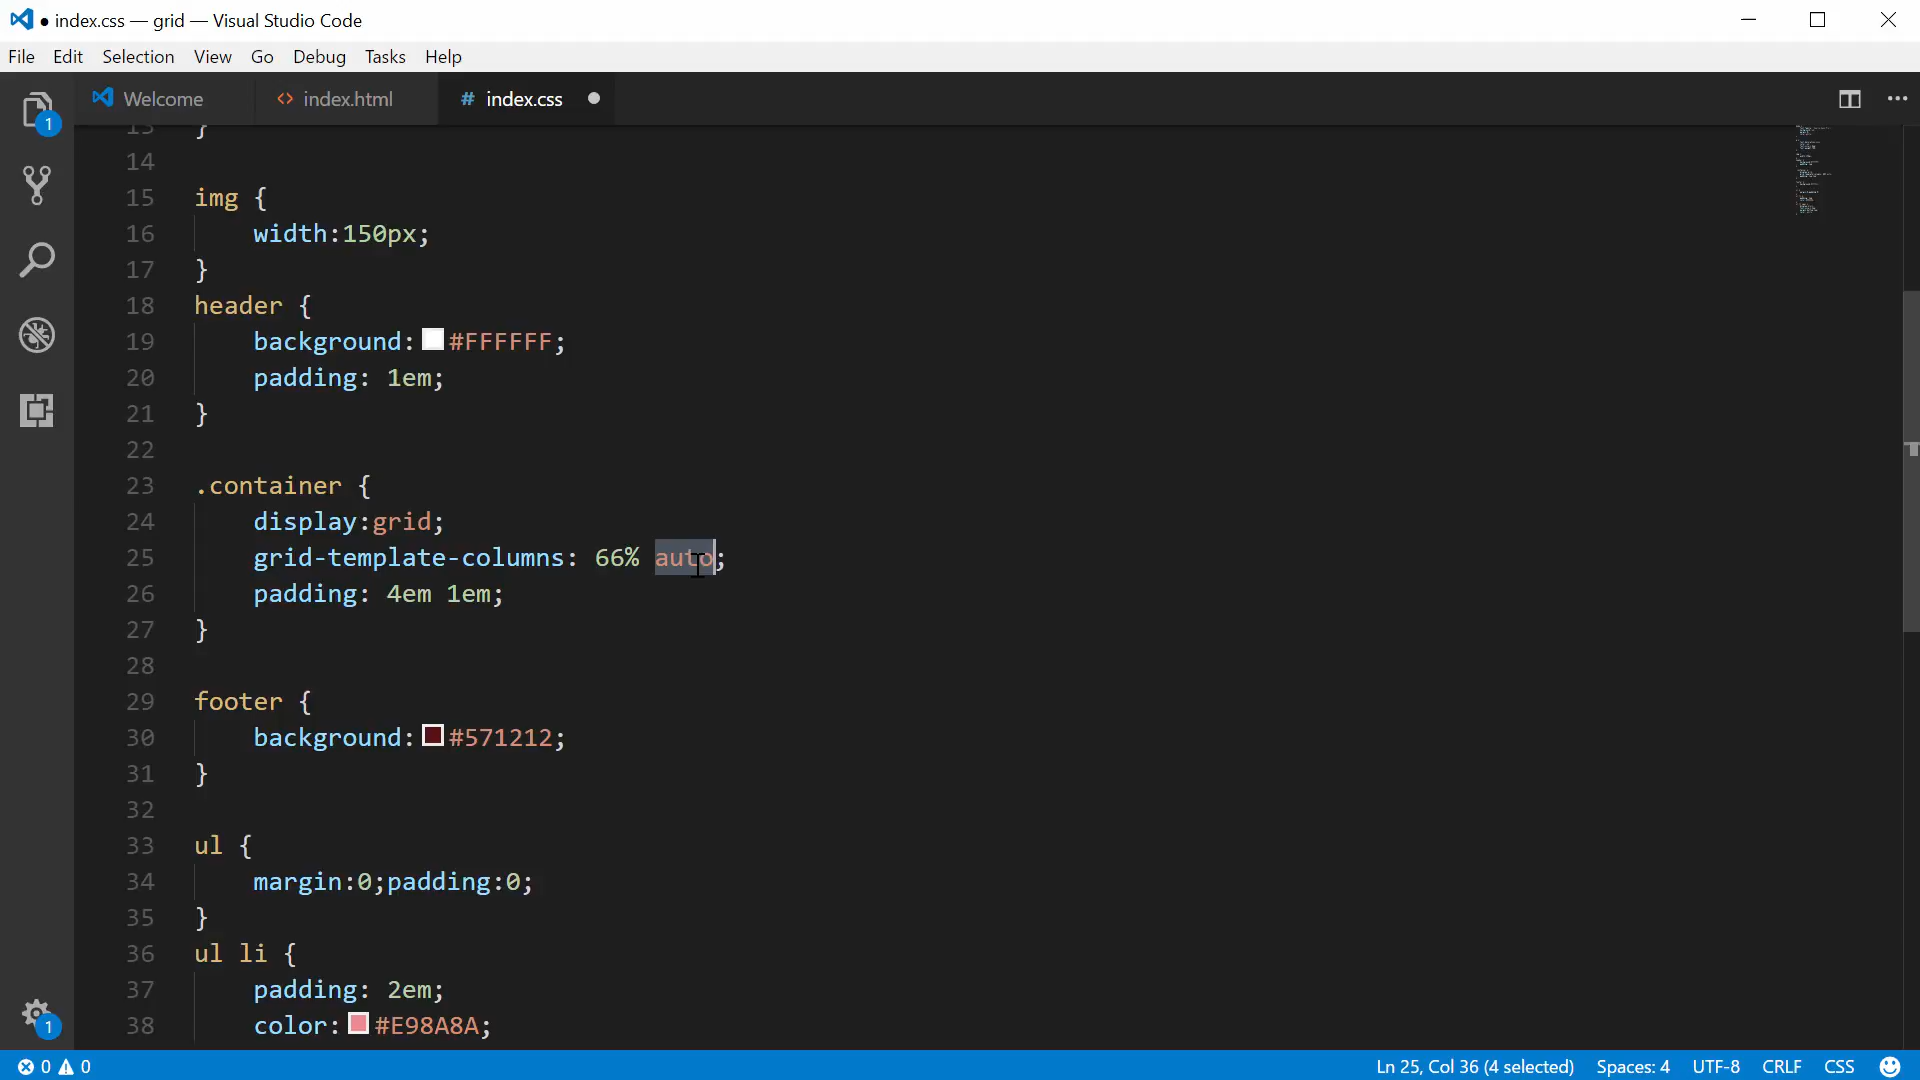 ● index.css — grid — Visual Studio Code
File Edit Selection View Go Debug Tasks Help
1
Welcome
<> index.html
# index.css ●
13 }
14
15 img {
16 width:150px;
17 }
18 header {
19 background:#FFFFFF;
20 padding: 1em;
21 }
22
23 .container {
24 display:grid;
25 grid-template-columns: 66% auto;
26 padding: 4em 1em;
27 }
28
29 footer {
30 background:#571212;
31 }
32
33 ul {
34 margin:0;padding:0;
35 }
36 ul li {
37 padding: 2em;
38 color:#E98A8A;
1
0 0
Ln 25, Col 36 (4 selected) Spaces: 4 UTF-8 CRLF CSS